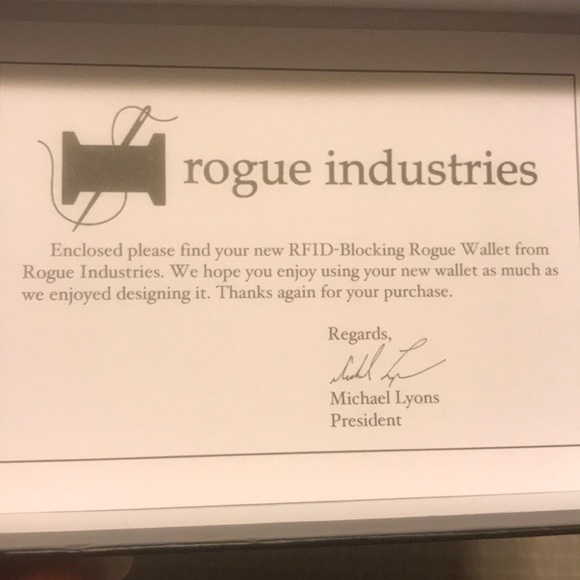 rogue industries
Enclosed please find your new RFID-Blocking Rogue Wallet from
Rogue Industries. We hope you enjoy using your new wallet as much as
we enjoyed designing it. Thanks again for your purchase.
Regards,
Michael Lyons
President